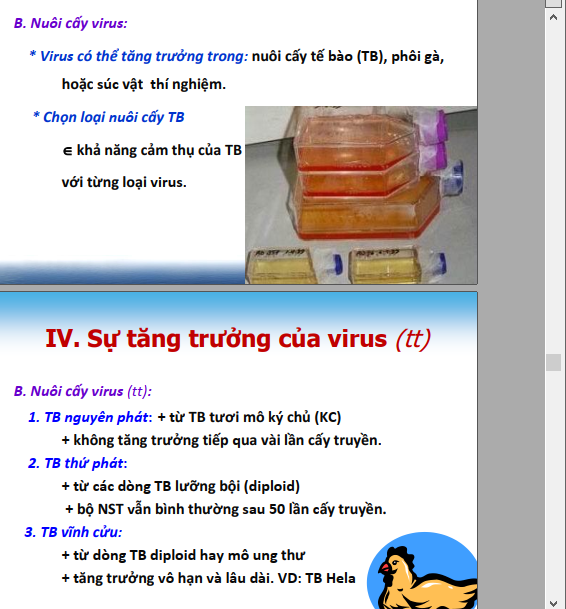 B. Nuôi cấy virus:
* Virus có thể tăng trưởng trong: nuôi cấy tế bào (TB), phôi gà,
hoặc súc vật thí nghiệm.
* Chọn loại nuôi cấy TB
∈ khả năng cảm thụ của TB
với từng loại virus.
IV. Sự tăng trưởng của virus (tt)
B. Nuôi cấy virus (tt):
1. TB nguyên phát: + từ TB tươi mô ký chủ (KC)
+ không tăng trưởng tiếp qua vài lần cấy truyền.
2. TB thứ phát:
+ từ các dòng TB lưỡng bội (diploid)
+ bộ NST vẫn bình thường sau 50 lần cấy truyền.
3. TB vĩnh cửu:
+ từ dòng TB diploid hay mô ung thư
+ tăng trưởng vô hạn và lâu dài. VD: TB Hela